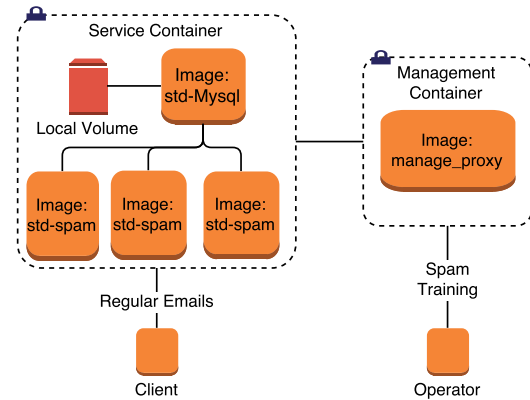 Service Container
Image:
std-Mysql
Local Volume
Image:
std-spam
Image:
std-spam
Image:
std-spam
Management
Container
Image:
manage_proxy
Regular Emails
Client
Spam
Training
Operator